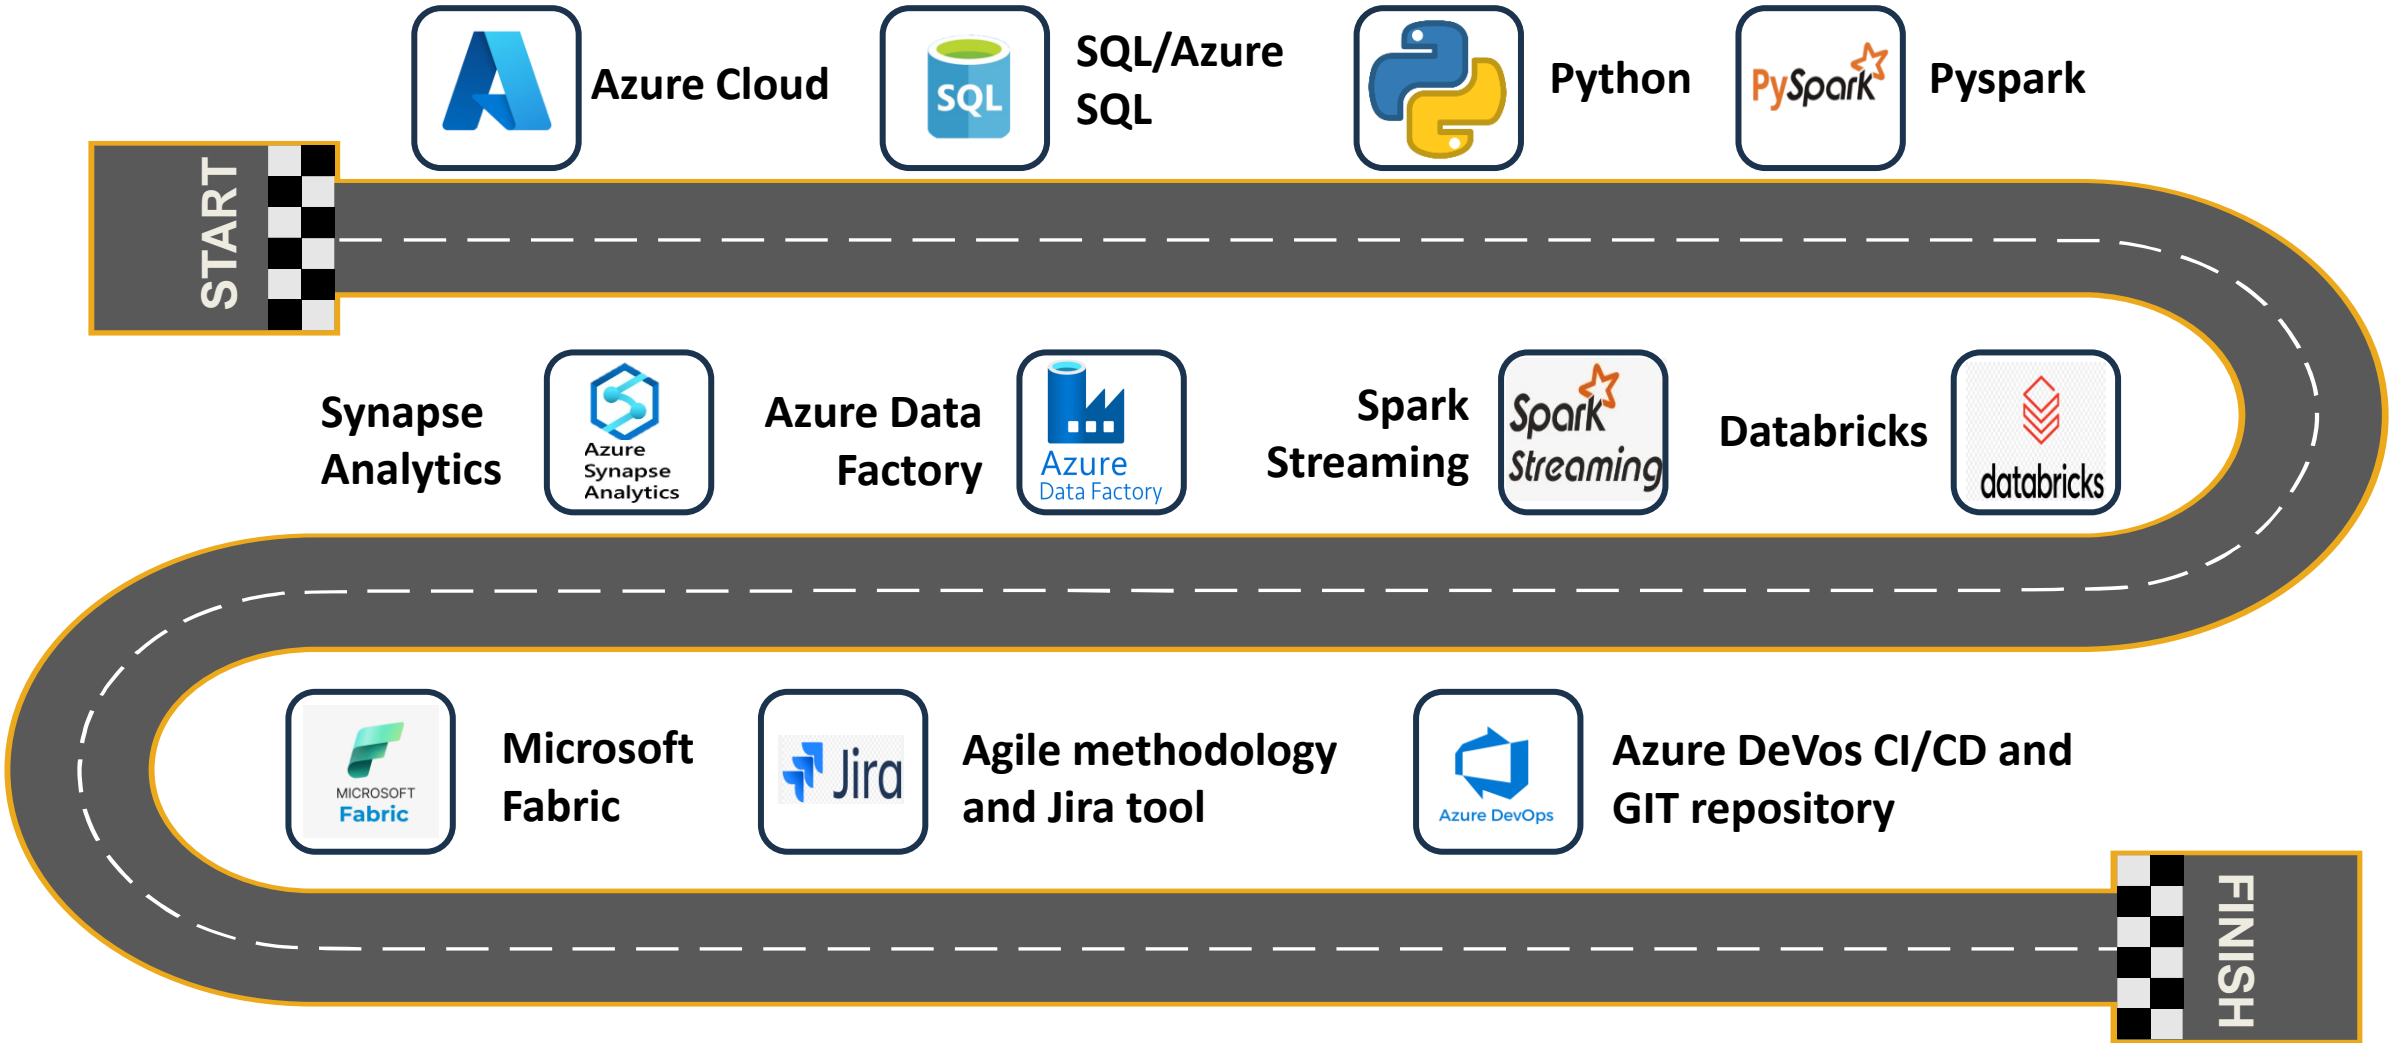 Azure Cloud
SQL
SQL/Azure
SQL
Python
PySpark
Pyspark
START
Synapse
Analytics
Azure
Synapse
Analytics
Azure Data
Factory
Azure
Data Factory
Spark
Streaming
Spark
Streaming
Databricks
databricks
MICROSOFT
Fabric
Microsoft
Fabric
Jira
Agile methodology
and Jira tool
Azure DevOps
Azure DeVos CI/CD and
GIT repository
FINISH